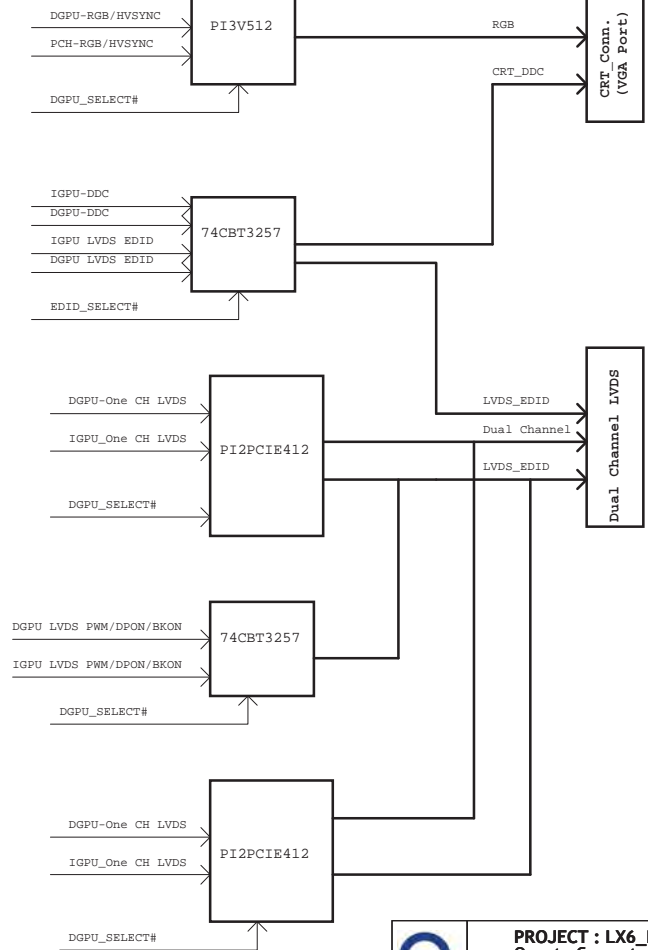 DGPU-RGB/HVSYNC
PI3V512
PCH-RGB/HVSYNC
RGB
CRT_Conn.
(VGA Port)
CRT_DDC
DGPU_SELECT#
IGPU-DDC
DGPU-DDC
74CBT3257
IGPU LVDS EDID
DGPU LVDS EDID
EDID_SELECT#
DGPU-One CH LVDS
IGPU_One CH LVDS
PI2PCIE412
DGPU_SELECT#
LVDS_EDID
Dual Channel
LVDS_EDID
Dual Channel LVDS
DGPU LVDS PWM/DPON/BKON
74CBT3257
IGPU LVDS PWM/DPON/BKON
DGPU_SELECT#
DGPU-One CH LVDS
PI2PCIE412
IGPU_One CH LVDS
DGPU_SELECT#
PROJECT : LX6_